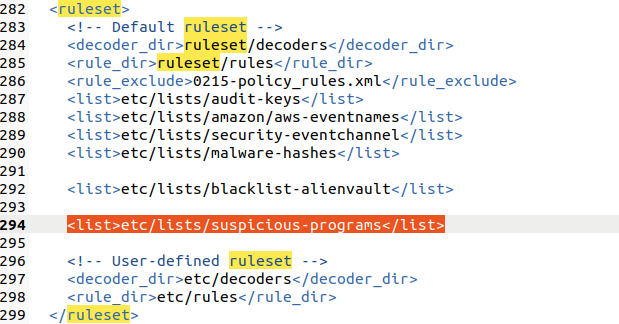 282 <ruleset>
283 <!-- Default ruleset -->
284 <decoder_dir>ruleset/decoders</decoder_dir>
285 <rule_dir>ruleset/rules</rule_dir>
286 <rule_exclude>0215-policy_rules.xml</rule_exclude>
287 <list>etc/lists/audit-keys</list>
288 <list>etc/lists/amazon/aws-eventnames</list>
289 <list>etc/lists/security-eventchannel</list>
290 <list>etc/lists/malware-hashes</list>
291
292 <list>etc/lists/blacklist-alienvault</list>
293
294 <list>etc/lists/suspicious-programs</list>
295
296 <!-- User-defined ruleset -->
297 <decoder_dir>etc/decoders</decoder_dir>
298 <rule_dir>etc/rules</rule_dir>
299 </ruleset>